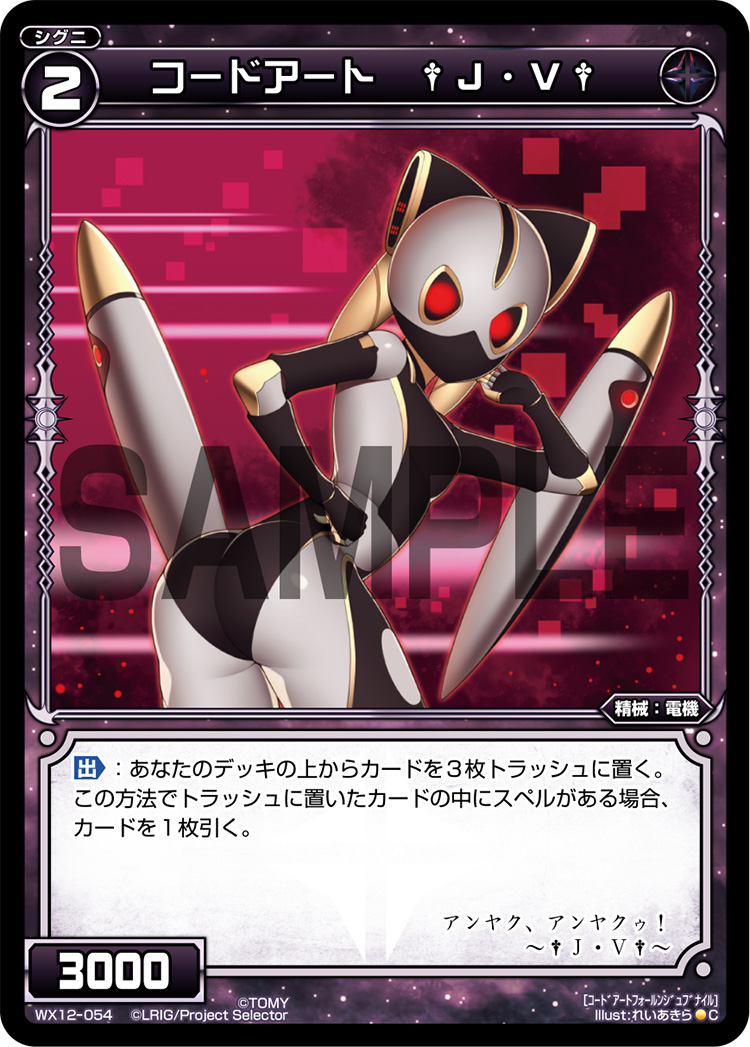 シグニ
2
コードアート †J・V†
SAMPLE
精械：電機
出：あなたのデッキの上からカードを３枚トラッシュに置く。
この方法でトラッシュに置いたカードの中にスペルがある場合、
カードを１枚引く。
アンヤク、アンヤクゥ！
～†J・V†～
3000
[コードアートフォールンジュブナイル]
WX12-054 ©LRIG/Project Selector ©TOMY Illust:れいあきら C